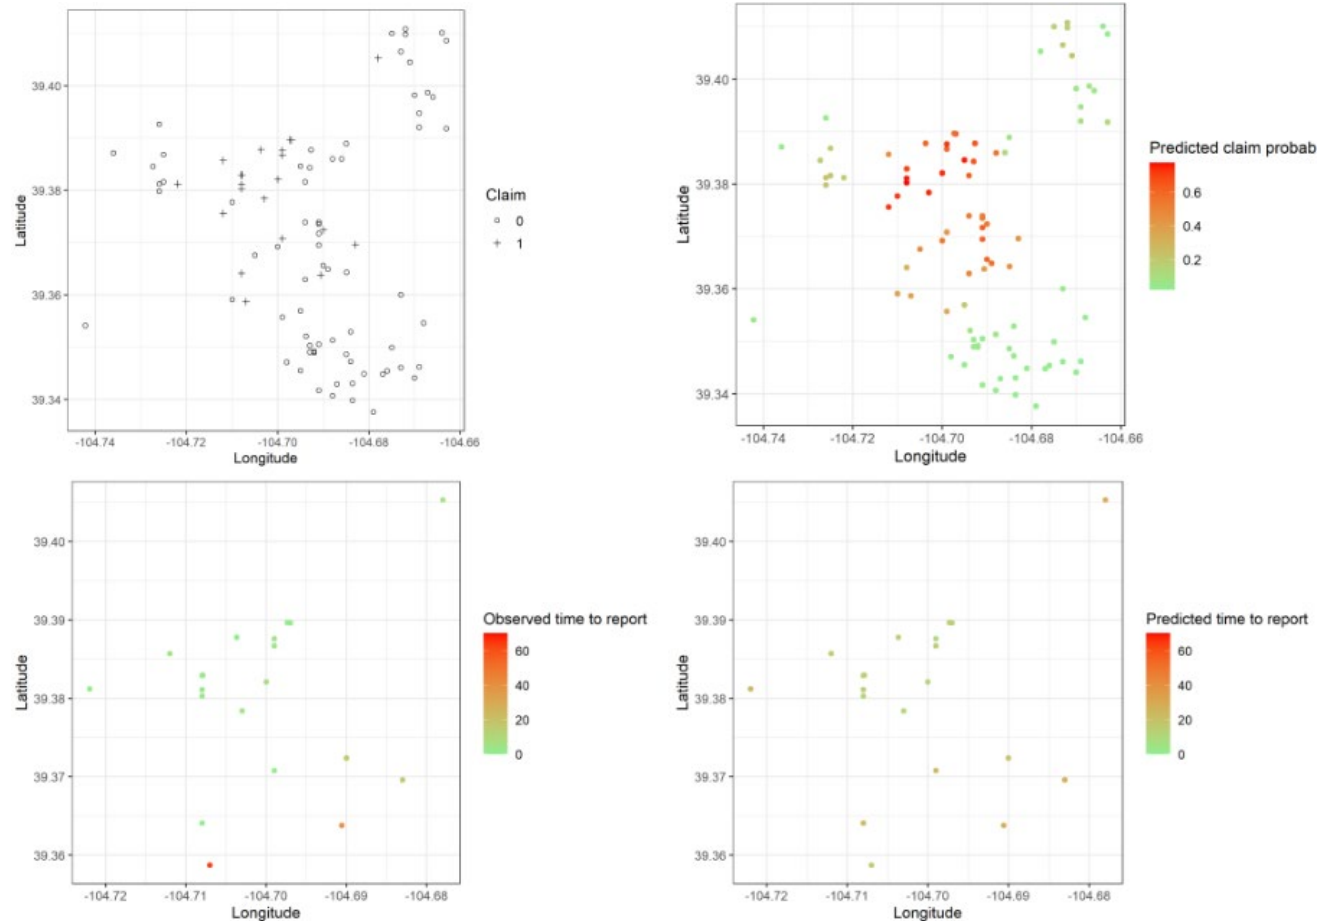 39.40
39.38
39.36
39.34
Latitude
-104.74 -104.72 -104.70 -104.68 -104.66
Longitude
Claim
0
1
39.40
39.38
39.36
39.34
Latitude
-104.74 -104.72 -104.70 -104.68 -104.66
Longitude
Predicted claim probab
0.6
0.4
0.2
39.40
39.39
39.38
39.37
39.36
Latitude
-104.72 -104.71 -104.70 -104.69 -104.68
Longitude
Observed time to report
60
40
20
0
39.40
39.39
39.38
39.37
39.36
Latitude
-104.72 -104.71 -104.70 -104.69 -104.68
Longitude
Predicted time to report
60
40
20
0